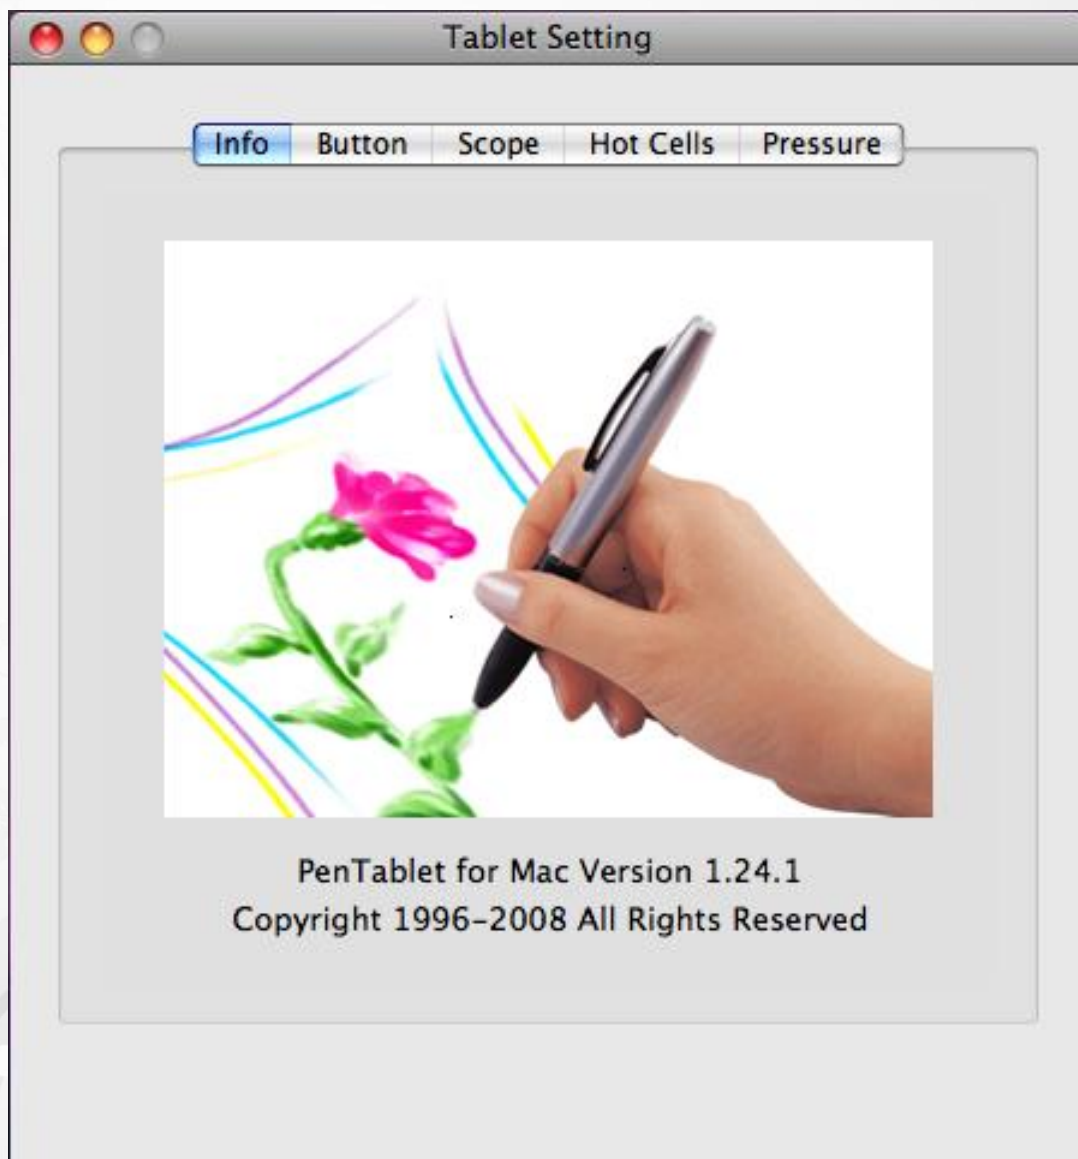 Tablet Setting
Info Button Scope Hot Cells Pressure
PenTablet for Mac Version 1.24.1
Copyright 1996–2008 All Rights Reserved